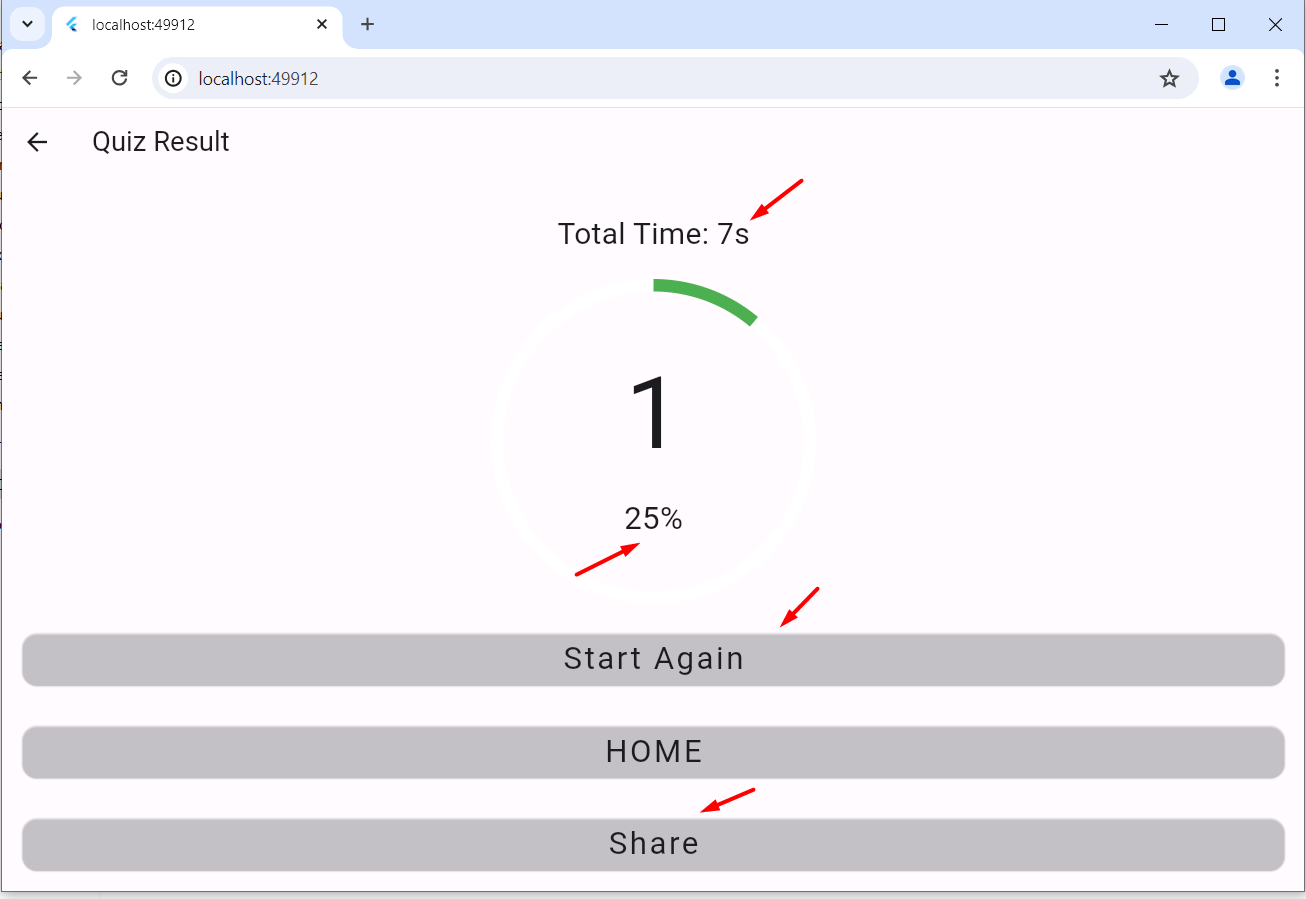 localhost:49912
localhost:49912
Quiz Result
Total Time: 7s
1
25%
Start Again
HOME
Share